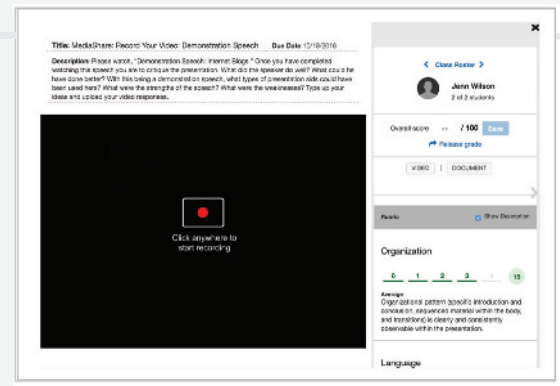 Title: MediaShare: Record Your Video: Demonstration Speech Due Date 10/18/2016
Description: Please watch, "Demonstration Speech: Internet Blogs." Once you have completed
watching this speech you are to critique the presentation. What did the speaker do well? What could he
have done better? With this being a demonstration speech, what types of presentation aids could have
been used here? What were the strengths of the speech? What were the weaknesses? Type up your
ideas and upload your video responses.
Click anywhere to
start recording
Class Roster
Jenn Wilson
2 of 2 students
Overall score -- / 100 Save
Release grade
VIDEO | DOCUMENT
Rubric Show Description
Organization
0 1 2 3 4 15
Average
Organizational pattern (specific introduction and
conclusion, sequenced material within the body,
and transitions) is clearly and consistently
observable within the presentation.
Language